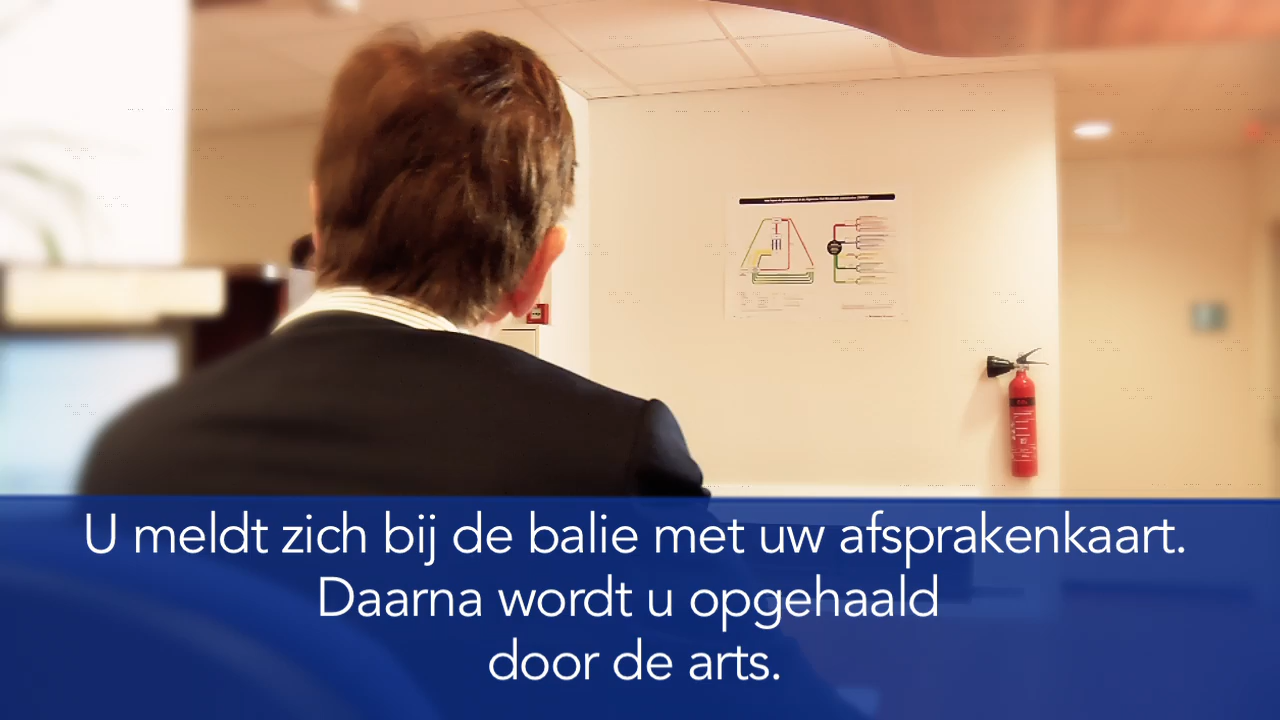 U meldt zich bij de balie met uw afsprakenkaart.
Daarna wordt u opgehaald
door de arts.